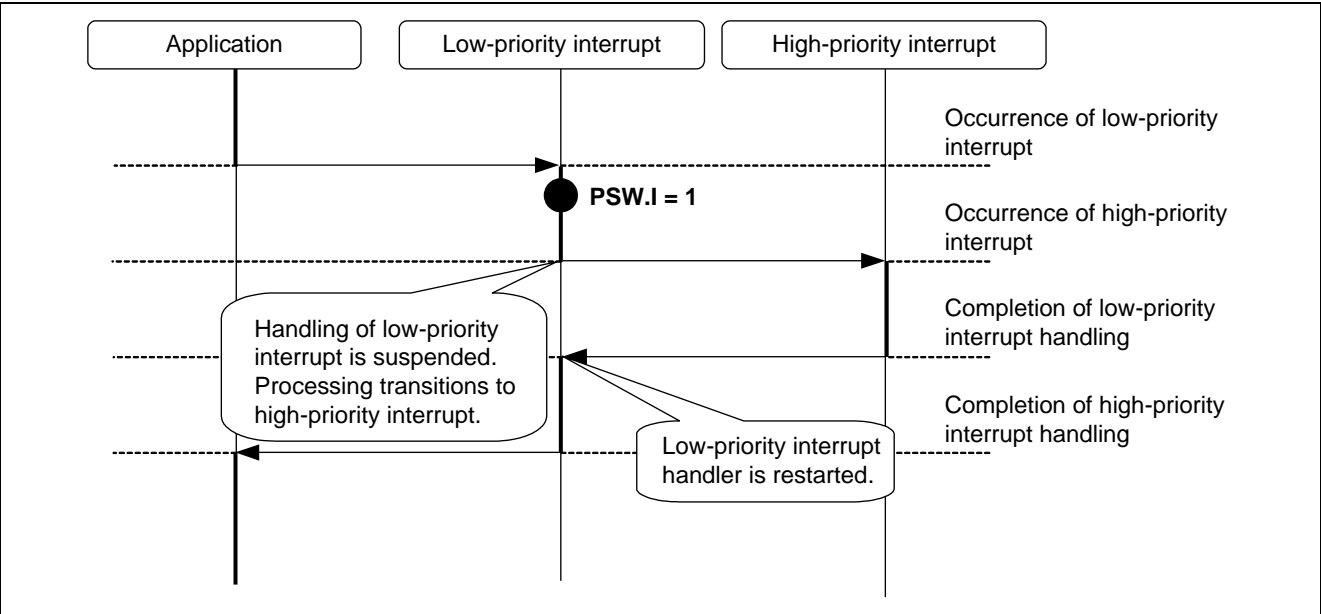 Application
Low-priority interrupt
High-priority interrupt
Occurrence of low-priority
interrupt
PSW.I = 1
Occurrence of high-priority
interrupt
Handling of low-priority
interrupt is suspended.
Processing transitions to
high-priority interrupt.
Completion of low-priority
interrupt handling
Low-priority interrupt
handler is restarted.
Completion of high-priority
interrupt handling